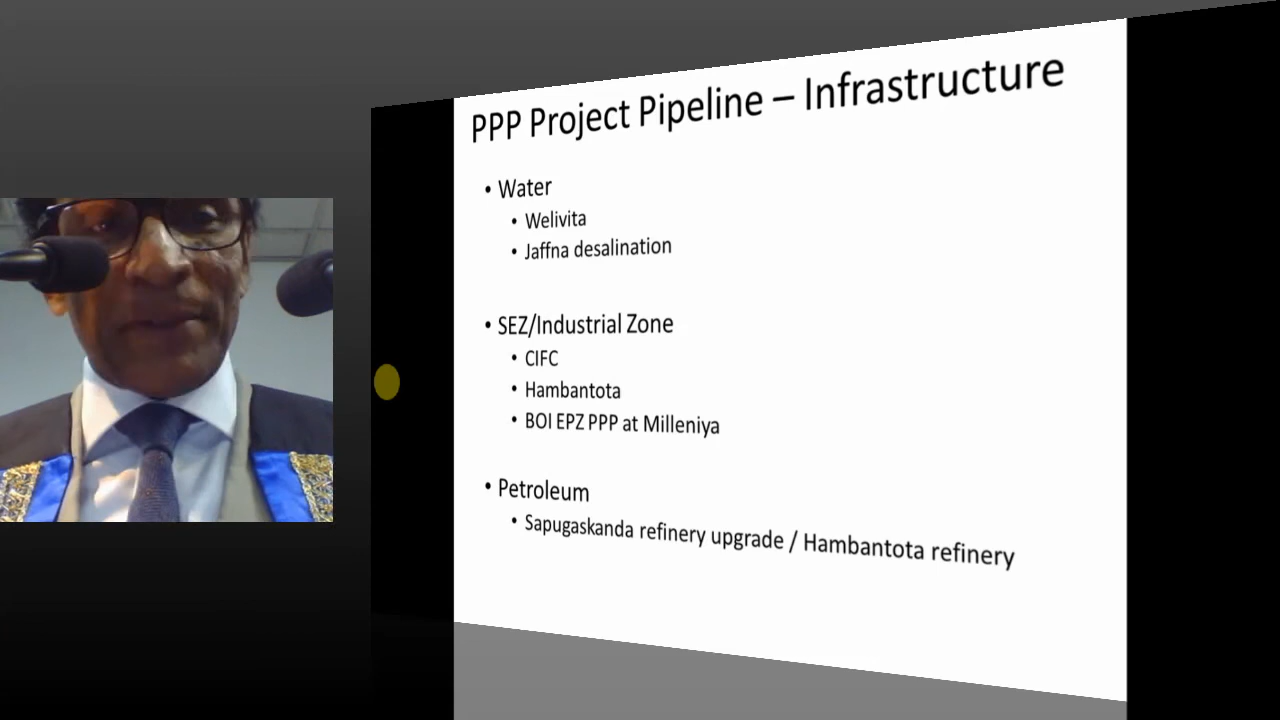 PPP Project Pipeline – Infrastructure
• Water
• Welivita
• Jaffna desalination
• SEZ/Industrial Zone
• CIFC
• Hambantota
• BOI EPZ PPP at Milleniya
• Petroleum
• Sapugaskanda refinery upgrade / Hambantota refinery